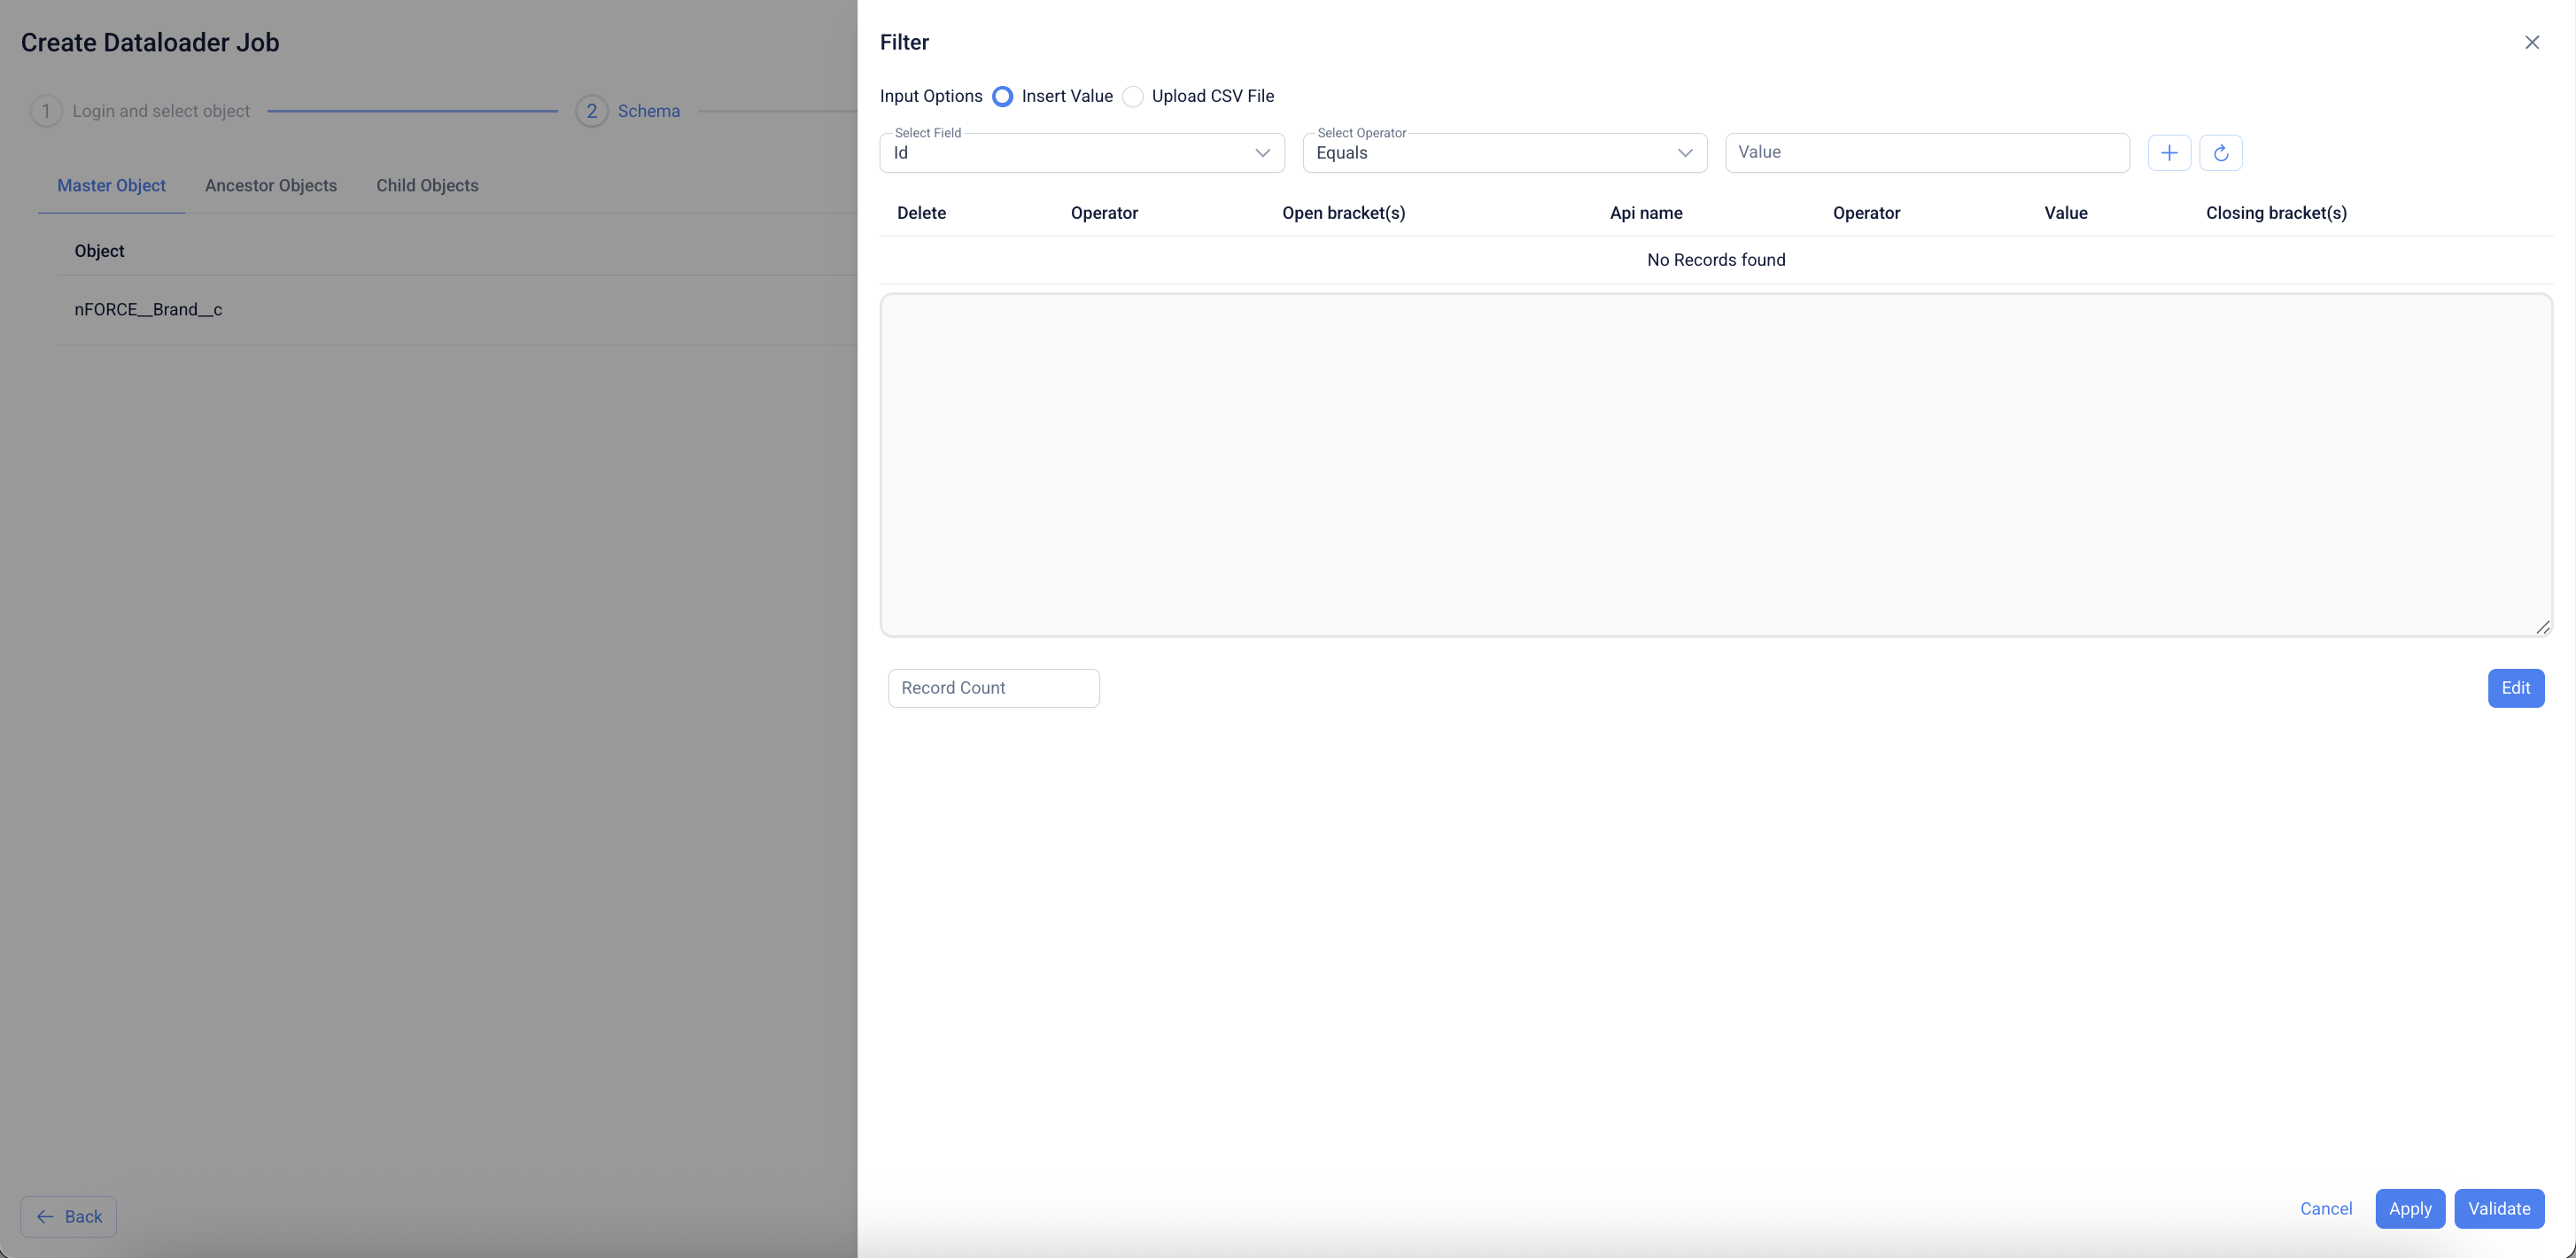 Create Dataloader Job
1 Login and select object 2 Schema
Master Object Ancestor Objects Child Objects
Object
nFORCE__Brand__c
Back
Filter
Input Options Insert Value Upload CSV File
Select Field Select Operator
Id Equals Value
Delete Operator Open bracket(s) Api name Operator Value Closing bracket(s)
No Records found
Record Count Edit
Cancel Apply Validate